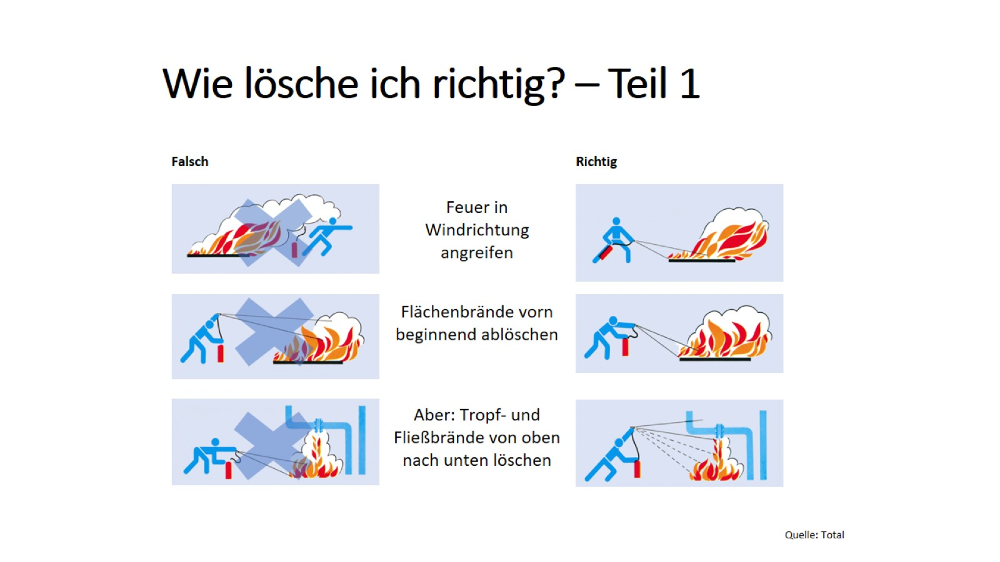 Wie lösche ich richtig? – Teil 1
Falsch
Richtig
Feuer in
Windrichtung
angreifen
Flächenbrände vorn
beginnend ablöschen
Aber: Tropf- und
Fließbrände von oben
nach unten löschen
Quelle: Total